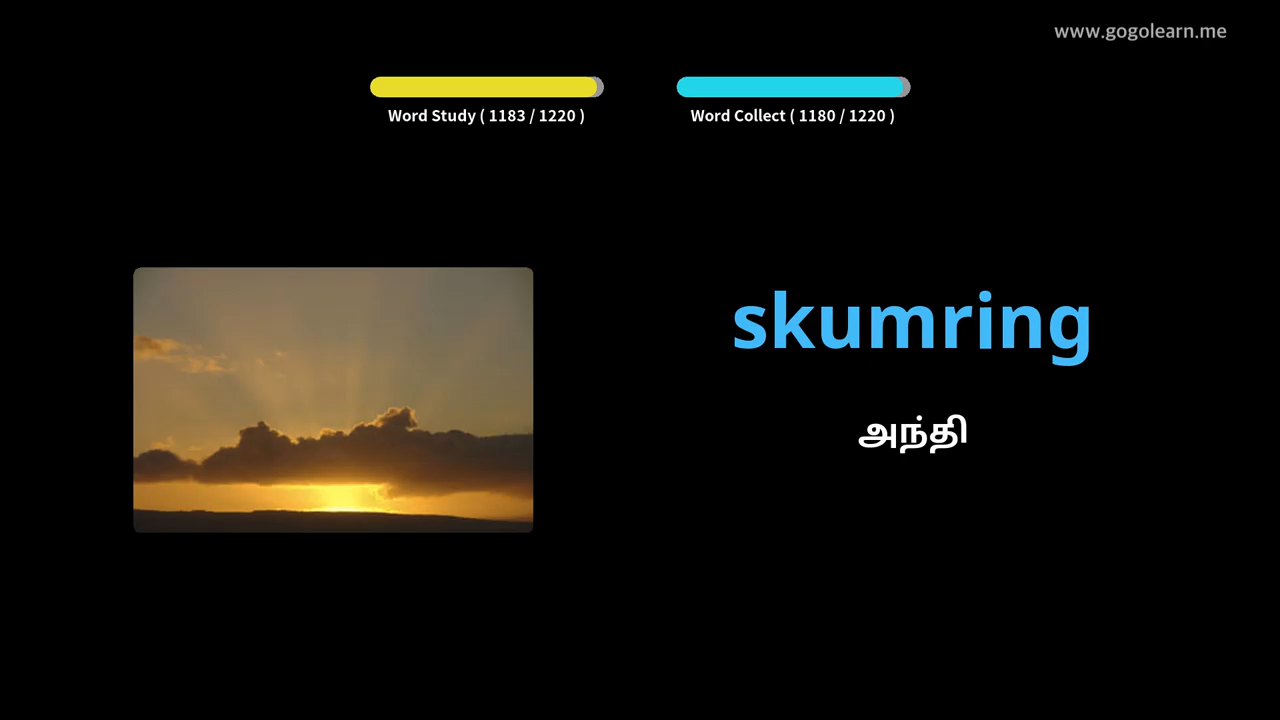 www.gogolearn.me
Word Study ( 1183 / 1220 )
Word Collect ( 1180 / 1220 )
skumring
அந்தி